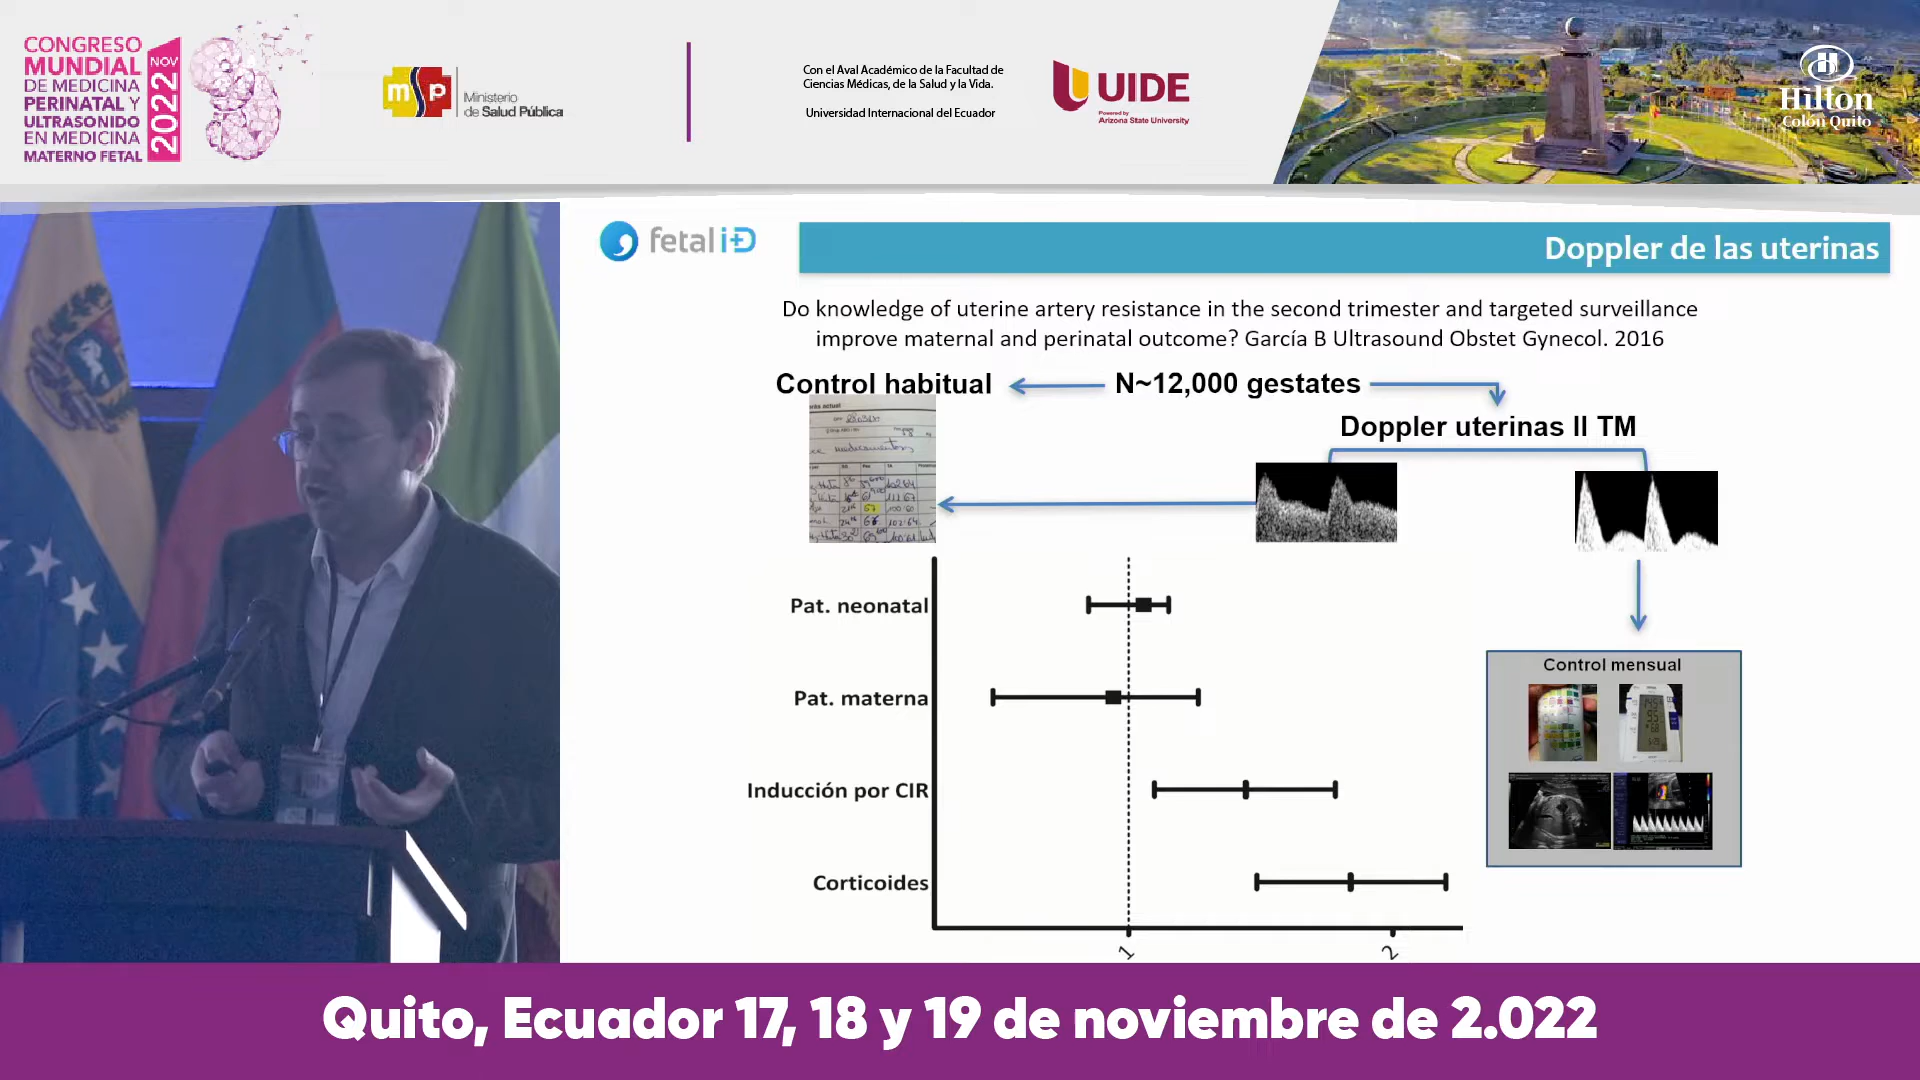 CONGRESO
MUNDIAL
DE MEDICINA
PERINATAL Y
ULTRASONIDO
EN MEDICINA
MATERNO FETAL
NOV
2022
msp
Ministerio
de Salud Pública
Con el Aval Académico de la Facultad de
Ciencias Médicas, de la Salud y la Vida.
Universidad Internacional del Ecuador
UIDE
Powered by
Arizona State University
Hilton
Colón Quito
fetal i+D
Doppler de las uterinas
Do knowledge of uterine artery resistance in the second trimester and targeted surveillance
improve maternal and perinatal outcome? García B Ultrasound Obstet Gynecol. 2016
Control habitual
N~12,000 gestates
Doppler uterinas II TM
medicamentos
Pat. neonatal
Pat. materna
Inducción por CIR
Corticoides
1
2
Control mensual
Quito, Ecuador 17, 18 y 19 de noviembre de 2.022